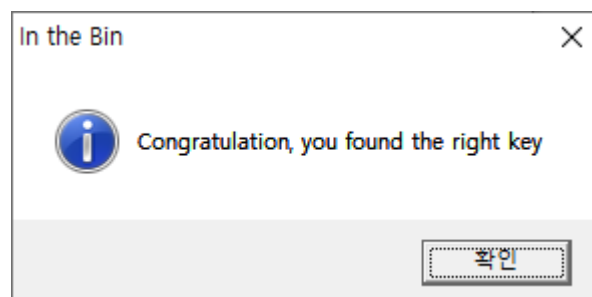 In the Bin
Congratulation, you found the right key
확인